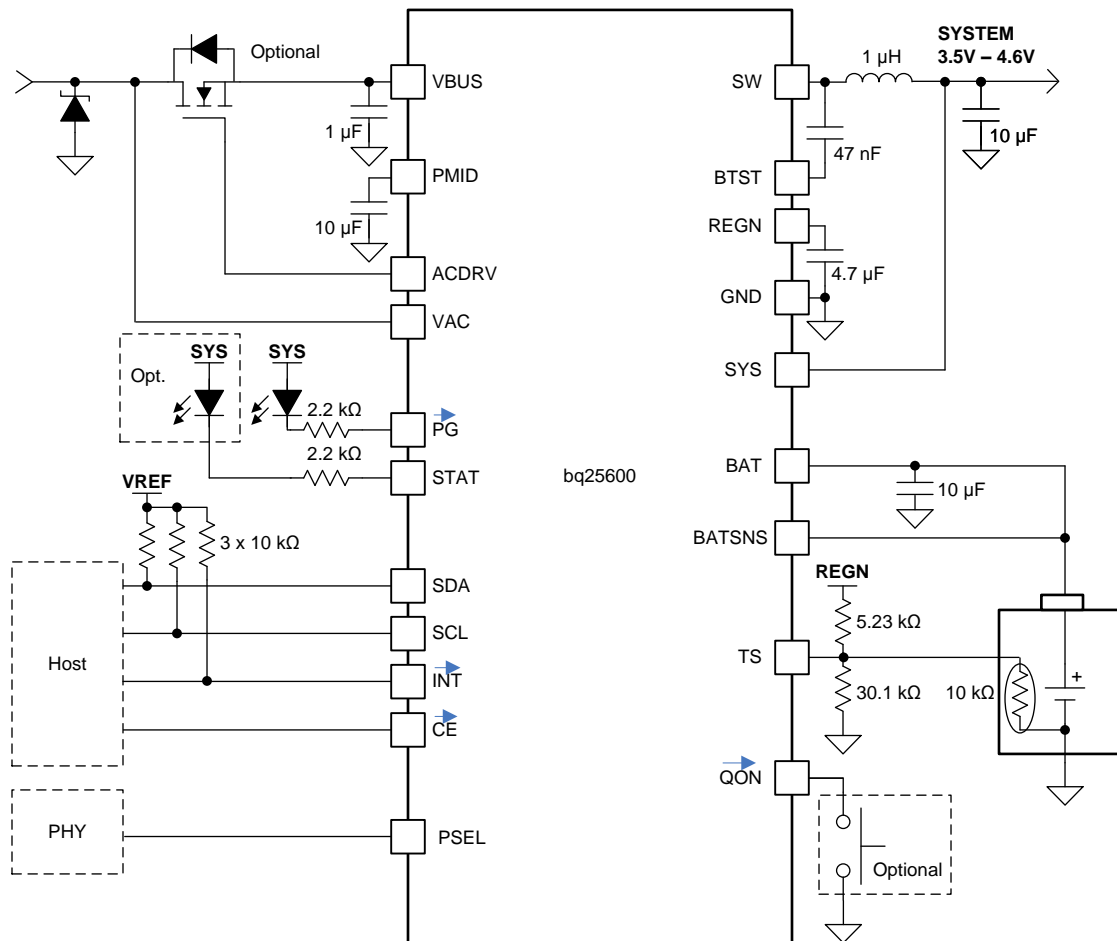 Optional
VBUS
1 µF
PMID
10 µF
ACDRV
VAC
SYS
SYS
Opt.
2.2 kΩ
PG
2.2 kΩ
STAT
VREF
3 x 10 kΩ
SDA
SCL
Host
INT
CE
PHY
PSEL
bq25600
SYSTEM
3.5V – 4.6V
1 µH
SW
10 µF
47 nF
BTST
REGN
4.7 µF
GND
SYS
BAT
10 µF
BATSNS
REGN
5.23 kΩ
TS
30.1 kΩ
10 kΩ
+
QON
Optional